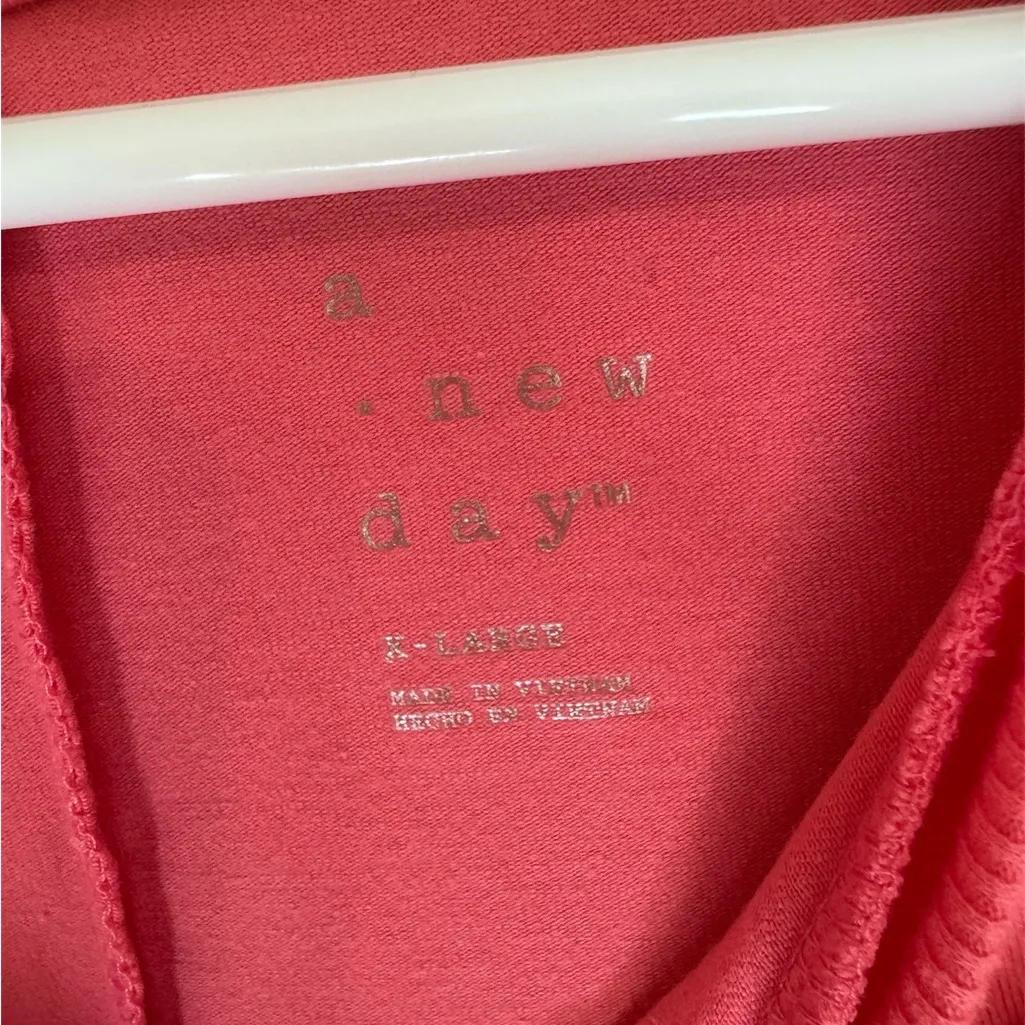 a
. new
day™
X-LARGE
MADE IN VIETNAM
HECHO EN VIETNAM